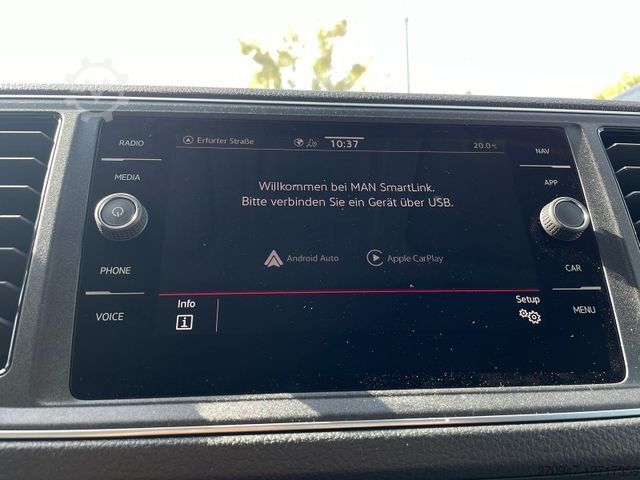 RADIO
MEDIA
PHONE
VOICE
Erfurter Straße
10:37
20.0°C
Willkommen bei MAN SmartLink.
Bitte verbinden Sie ein Gerät über USB.
Android Auto
Apple CarPlay
Info
Setup
NAV
APP
CAR
MENU